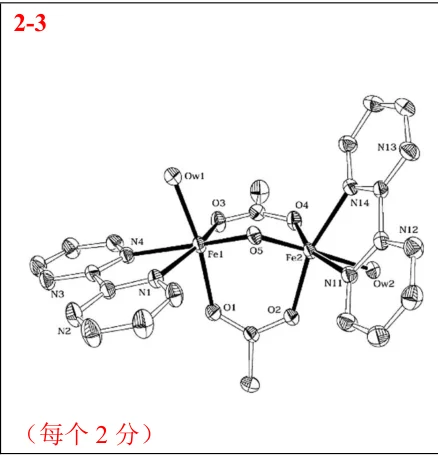 2-3
N13
Ow1
O3
O4
N14
N4
O5
N12
Fe1
Fe2
N3
N1
N11
Ow2
O1
O2
N2
（每个 2 分）